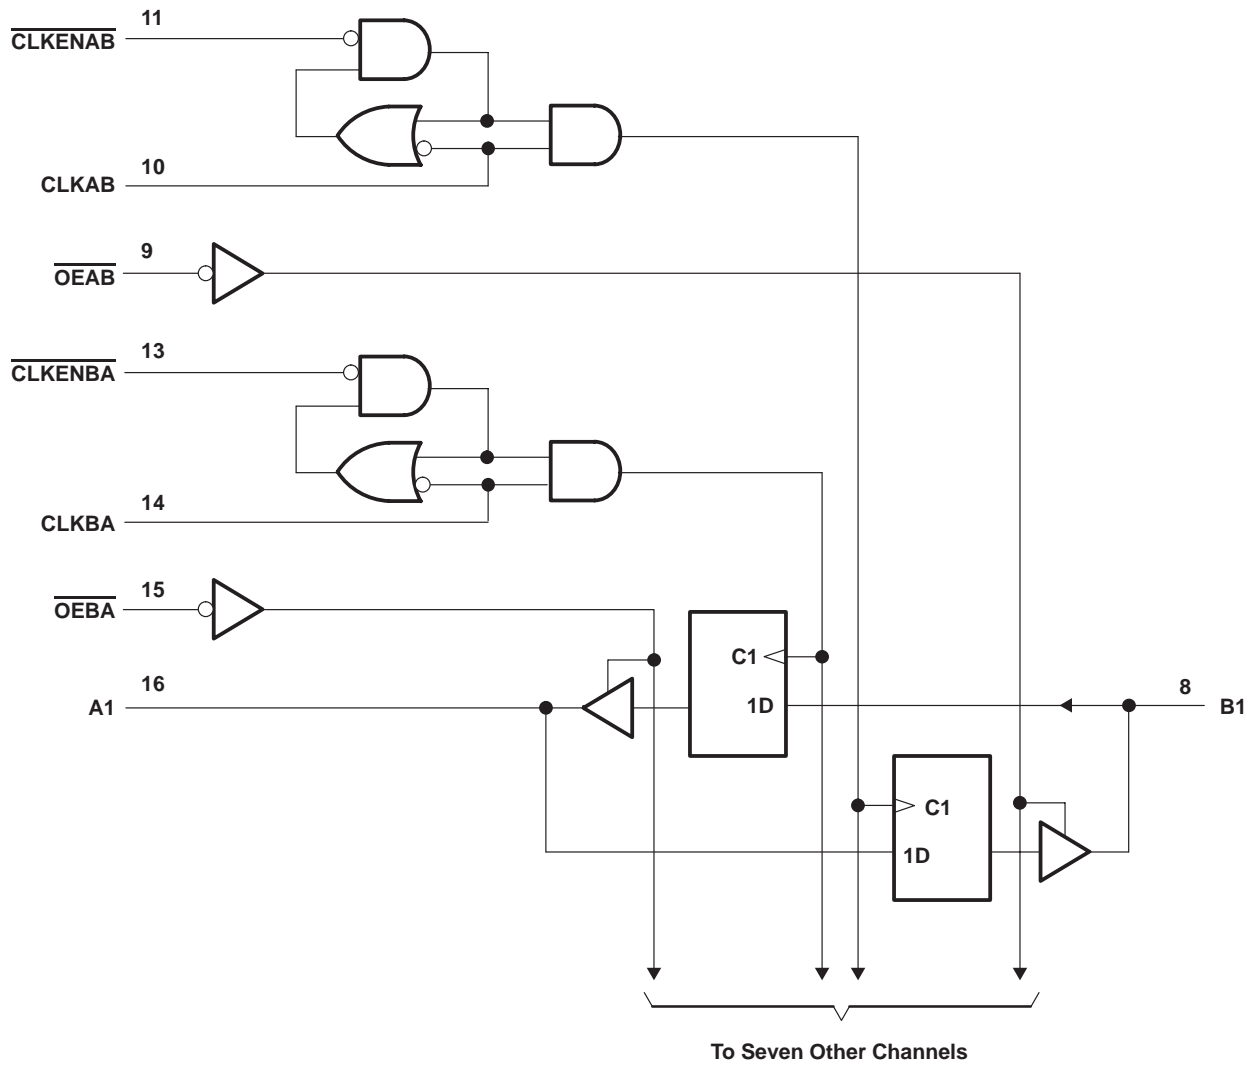 11
CLKENAB
10
CLKAB
9
OEAB
13
CLKENBA
14
CLKBA
15
OEBA
C1
16
8
A1
1D
B1
C1
1D
To Seven Other Channels